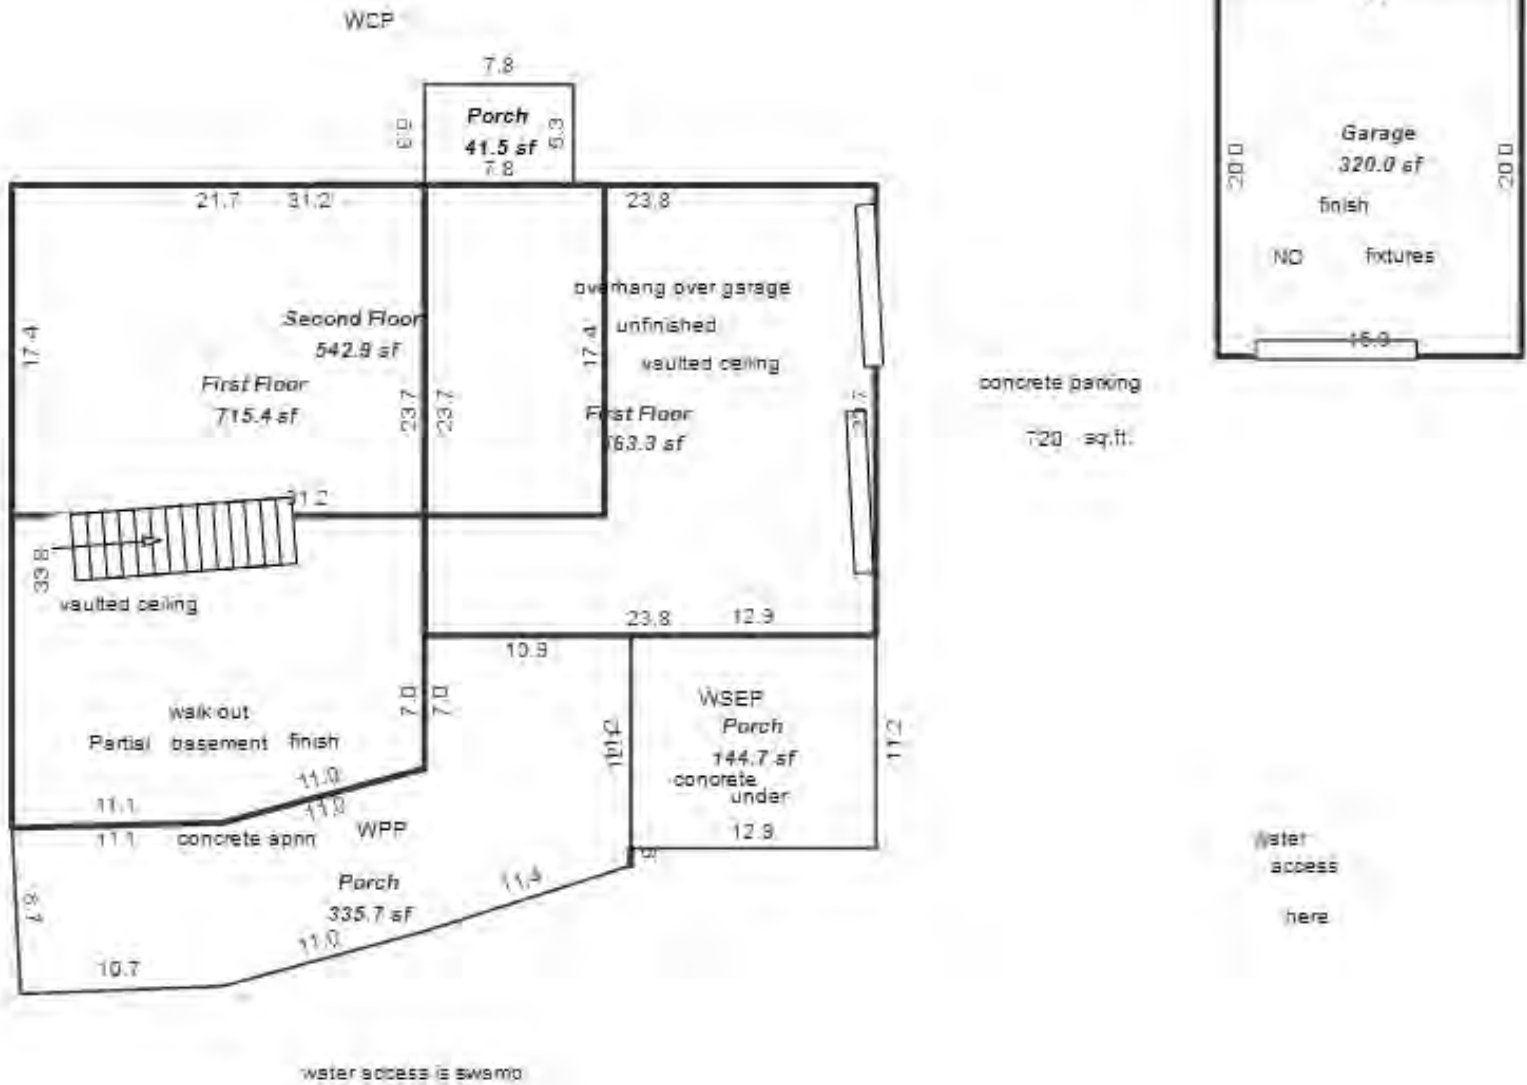 WCP
7.8
Porch
41.5 sf
5.3
7.8
21.7
31.2
23.8
17.4
Second Floor
542.9 sf
First Floor
715.4 sf
23.7
23.7
17.4
overhang over garage
unfinished
vaulted ceiling
First Floor
63.3 sf
31.2
33.8
vaulted ceiling
23.8
12.9
10.9
7.0
7.0
walk out
Partial basement finish
11.0
11.0
11.1
11.1
concrete
WPP
Porch
335.7 sf
11.4
11.0
10.7
WSEP
Porch
144.7 sf
concrete
under
12.9
11.2
Garage
320.0 sf
20.0
20.0
finish
NO fixtures
15.9
concrete parking
720 sq.ft.
water
access
here
water access is swamp